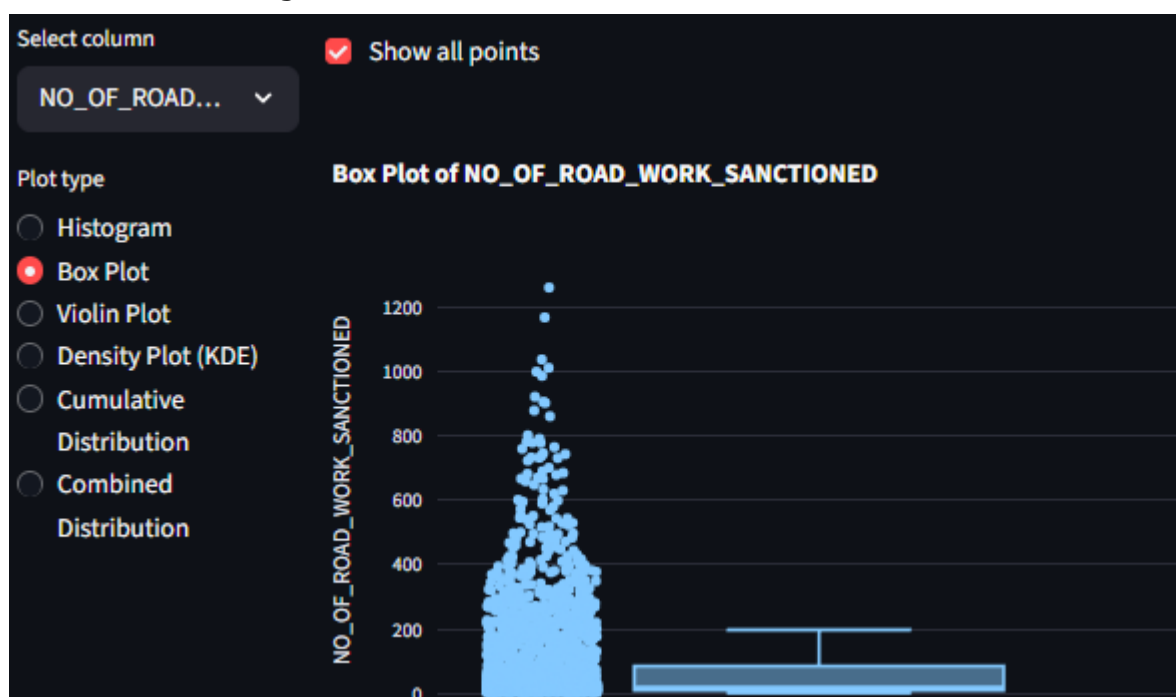 Select column
NO_OF_ROAD...
Plot type
Histogram
Box Plot
Violin Plot
Density Plot (KDE)
Cumulative
Distribution
Combined
Distribution
Show all points
Box Plot of NO_OF_ROAD_WORK_SANCTIONED
NO_OF_ROAD_WORK_SANCTIONED
1200
1000
800
600
400
200
0